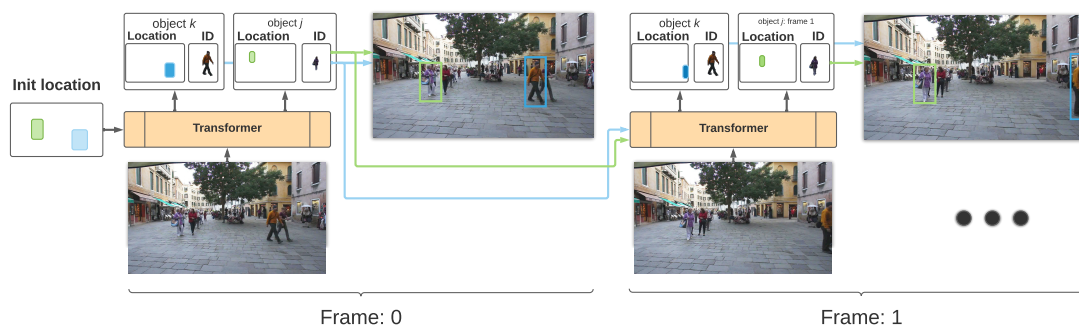 object k
object j
Location ID
Location ID
Init location
Transformer
Frame: 0
object k
object j: frame 1
Location ID
Location ID
Transformer
Frame: 1